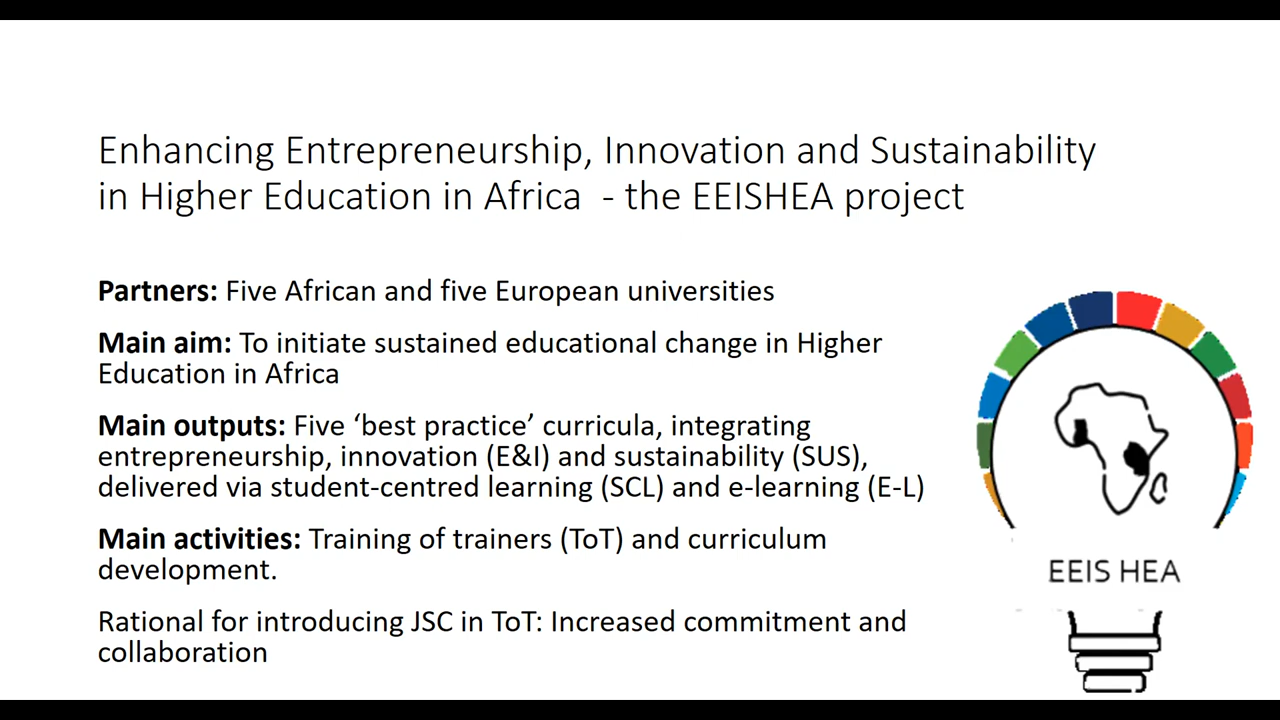 Enhancing Entrepreneurship, Innovation and Sustainability
in Higher Education in Africa - the EEISHEA project
Partners: Five African and five European universities
Main aim: To initiate sustained educational change in Higher
Education in Africa
Main outputs: Five ‘best practice’ curricula, integrating
entrepreneurship, innovation (E&I) and sustainability (SUS),
delivered via student-centred learning (SCL) and e-learning (E-L)
Main activities: Training of trainers (ToT) and curriculum
development.
Rational for introducing JSC in ToT: Increased commitment and
collaboration
EEIS HEA